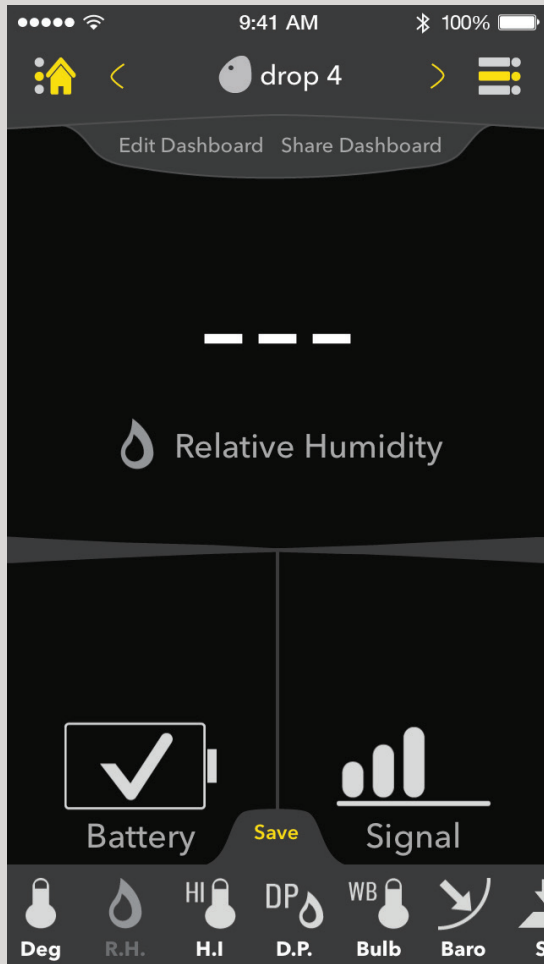 9:41 AM 100%
drop 4
Edit Dashboard Share Dashboard
---
Relative Humidity
Battery Save Signal
HI DP WB
Deg R.H. H.I D.P. Bulb Baro